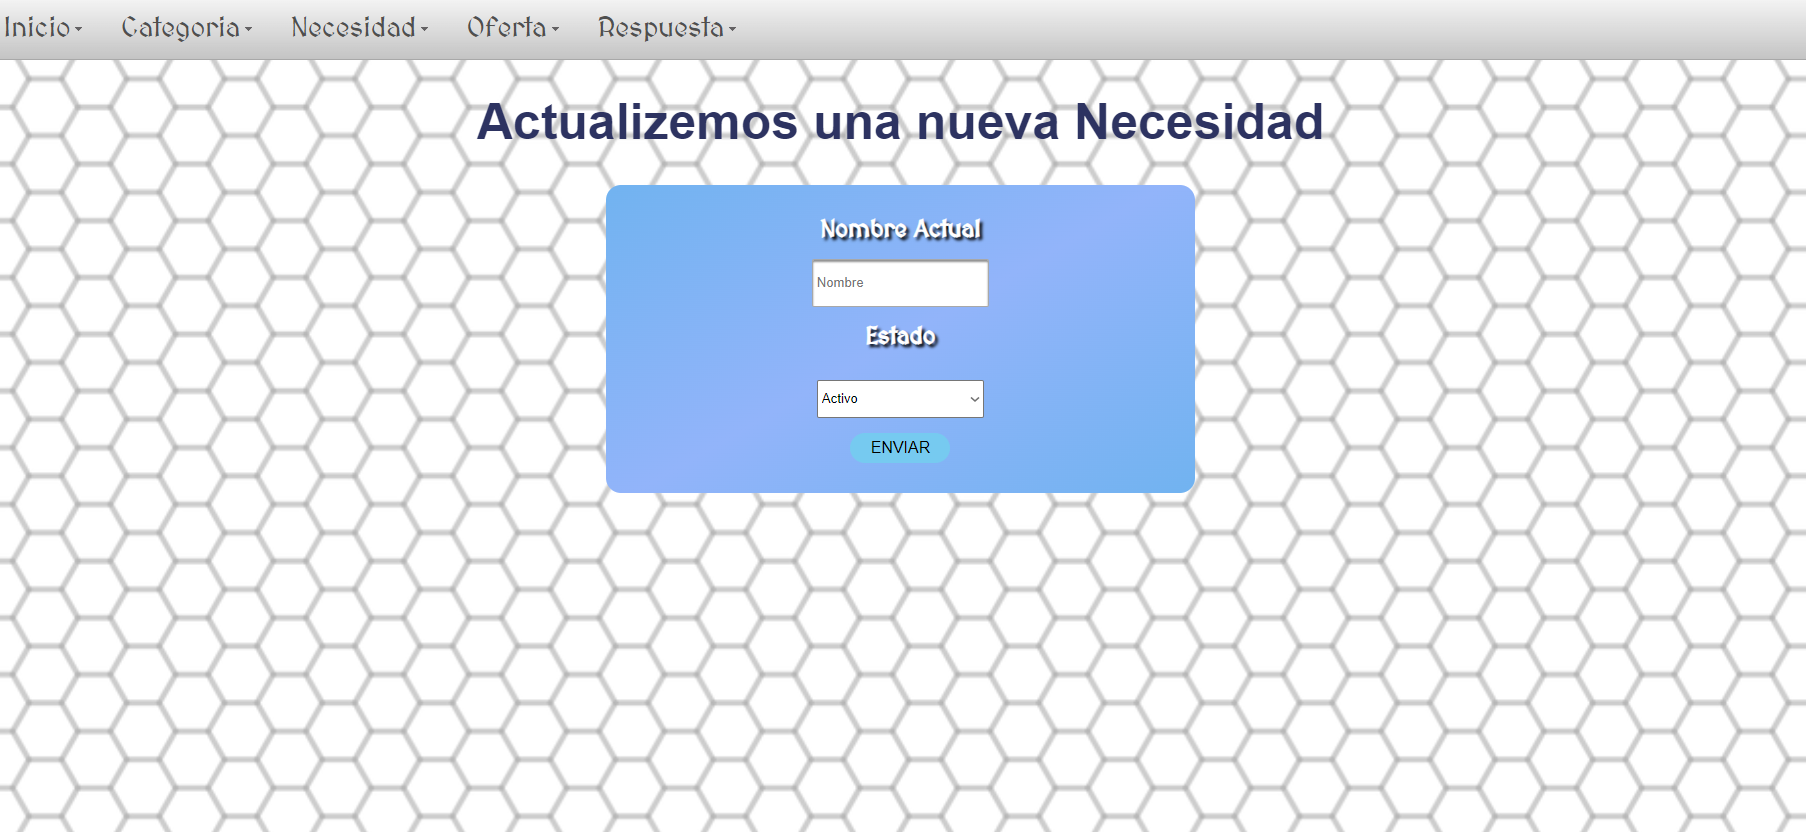 Inicio Categoria Necesidad Oferta Respuesta
Actualizemos una nueva Necesidad
Nombre Actual
Nombre
Estado
Activo
ENVIAR